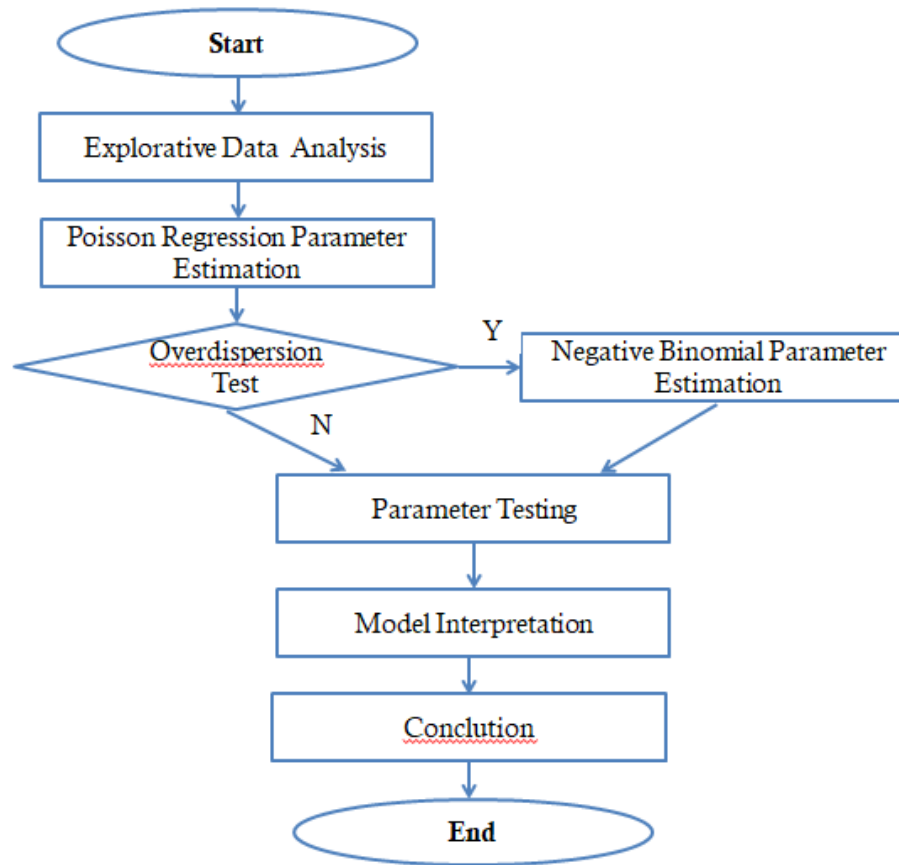 Start
Explorative Data Analysis
Poisson Regression Parameter
Estimation
Overdispersion
Test
Y
Negative Binomial Parameter
Estimation
N
Parameter Testing
Model Interpretation
Conclution
End